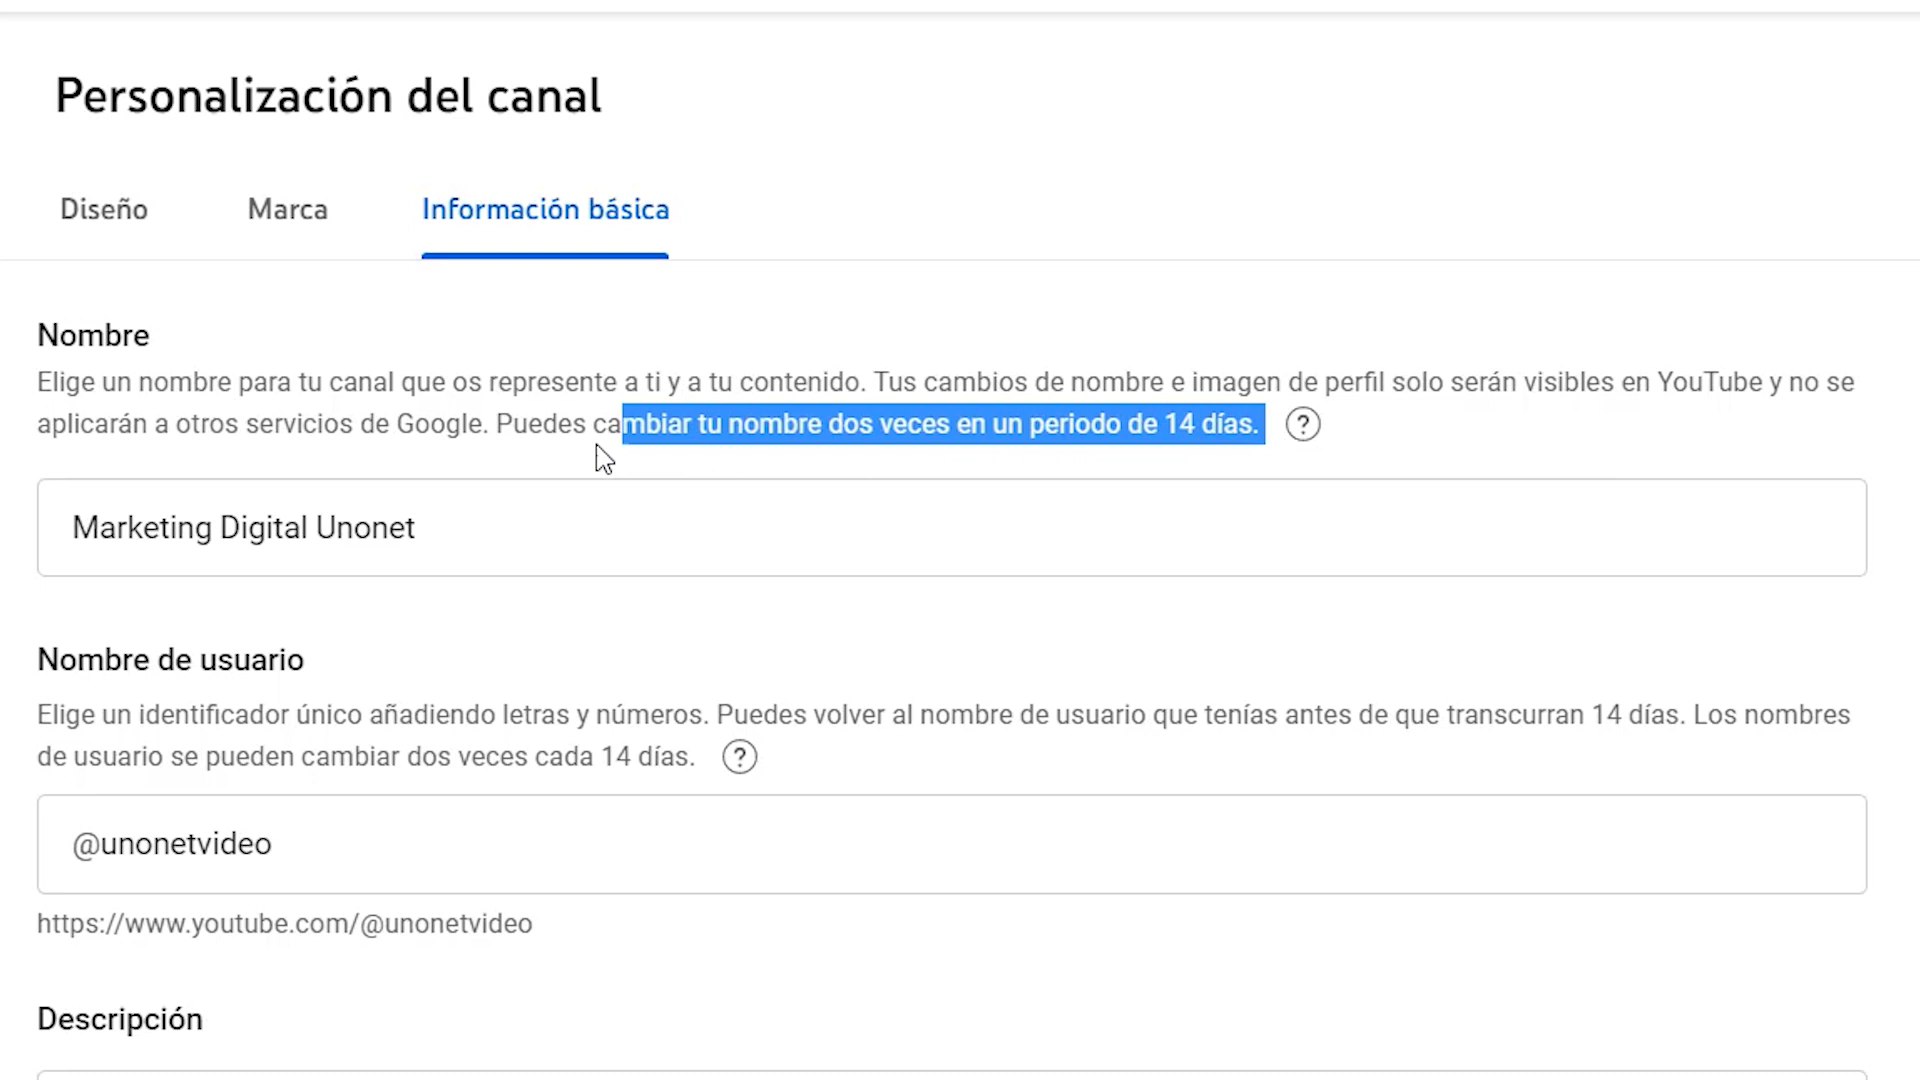 Personalización del canal
Diseño
Marca
Información básica
Nombre
Elige un nombre para tu canal que os represente a ti y a tu contenido. Tus cambios de nombre e imagen de perfil solo serán visibles en YouTube y no se
aplicarán a otros servicios de Google. Puedes cambiar tu nombre dos veces en un periodo de 14 días. ?
Marketing Digital Unonet
Nombre de usuario
Elige un identificador único añadiendo letras y números. Puedes volver al nombre de usuario que tenías antes de que transcurran 14 días. Los nombres
de usuario se pueden cambiar dos veces cada 14 días. ?
@unonetvideo
https://www.youtube.com/@unonetvideo
Descripción